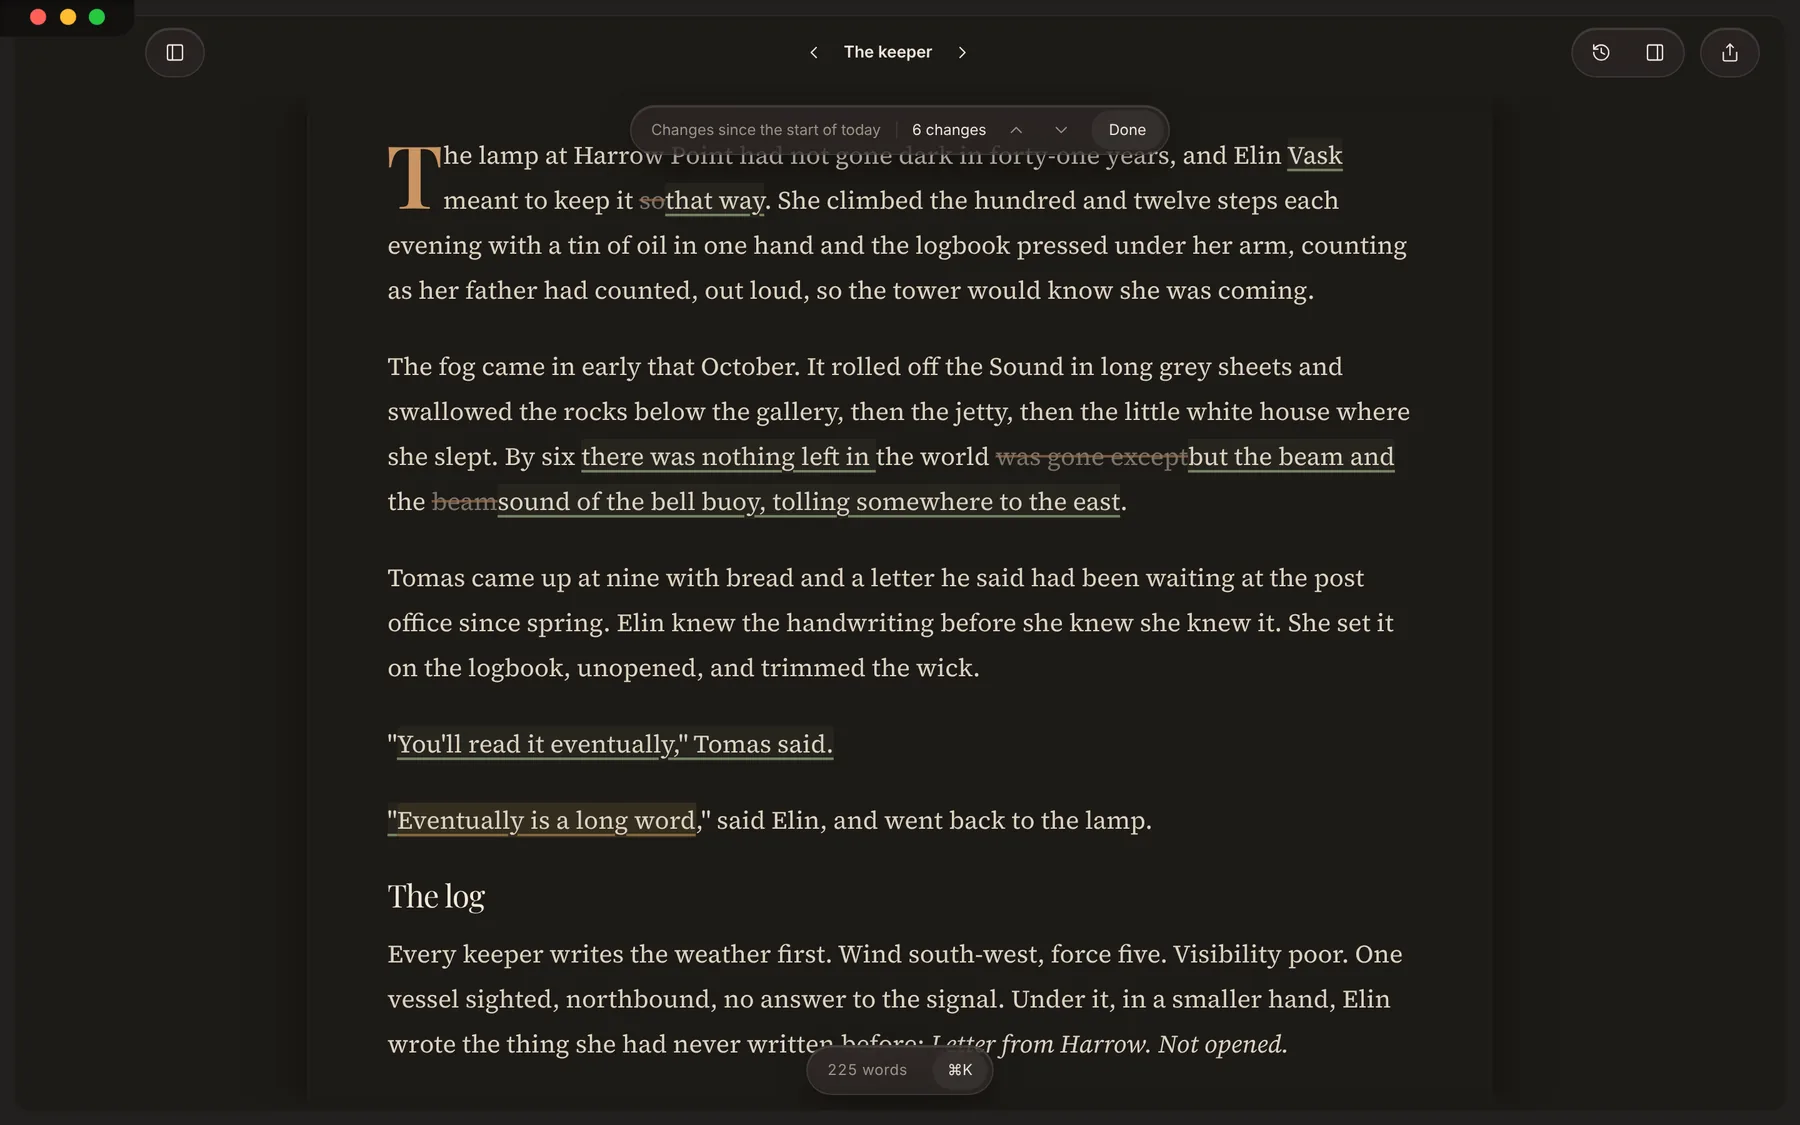 The keeper
Changes since the start of today 6 changes Done
The lamp at Harrow Point had not gone dark in forty-one years, and Elin Vask
meant to keep it sothat way. She climbed the hundred and twelve steps each
evening with a tin of oil in one hand and the logbook pressed under her arm, counting
as her father had counted, out loud, so the tower would know she was coming.
The fog came in early that October. It rolled off the Sound in long grey sheets and
swallowed the rocks below the gallery, then the jetty, then the little white house where
she slept. By six there was nothing left in the world was gone exceptbut the beam and
the beamsound of the bell buoy, tolling somewhere to the east.
Tomas came up at nine with bread and a letter he said had been waiting at the post
office since spring. Elin knew the handwriting before she knew she knew it. She set it
on the logbook, unopened, and trimmed the wick.
"You'll read it eventually," Tomas said.
"Eventually is a long word," said Elin, and went back to the lamp.
The log
Every keeper writes the weather first. Wind south-west, force five. Visibility poor. One
vessel sighted, northbound, no answer to the signal. Under it, in a smaller hand, Elin
wrote the thing she had never written before: Letter from Harrow. Not opened.
225 words ⌘K